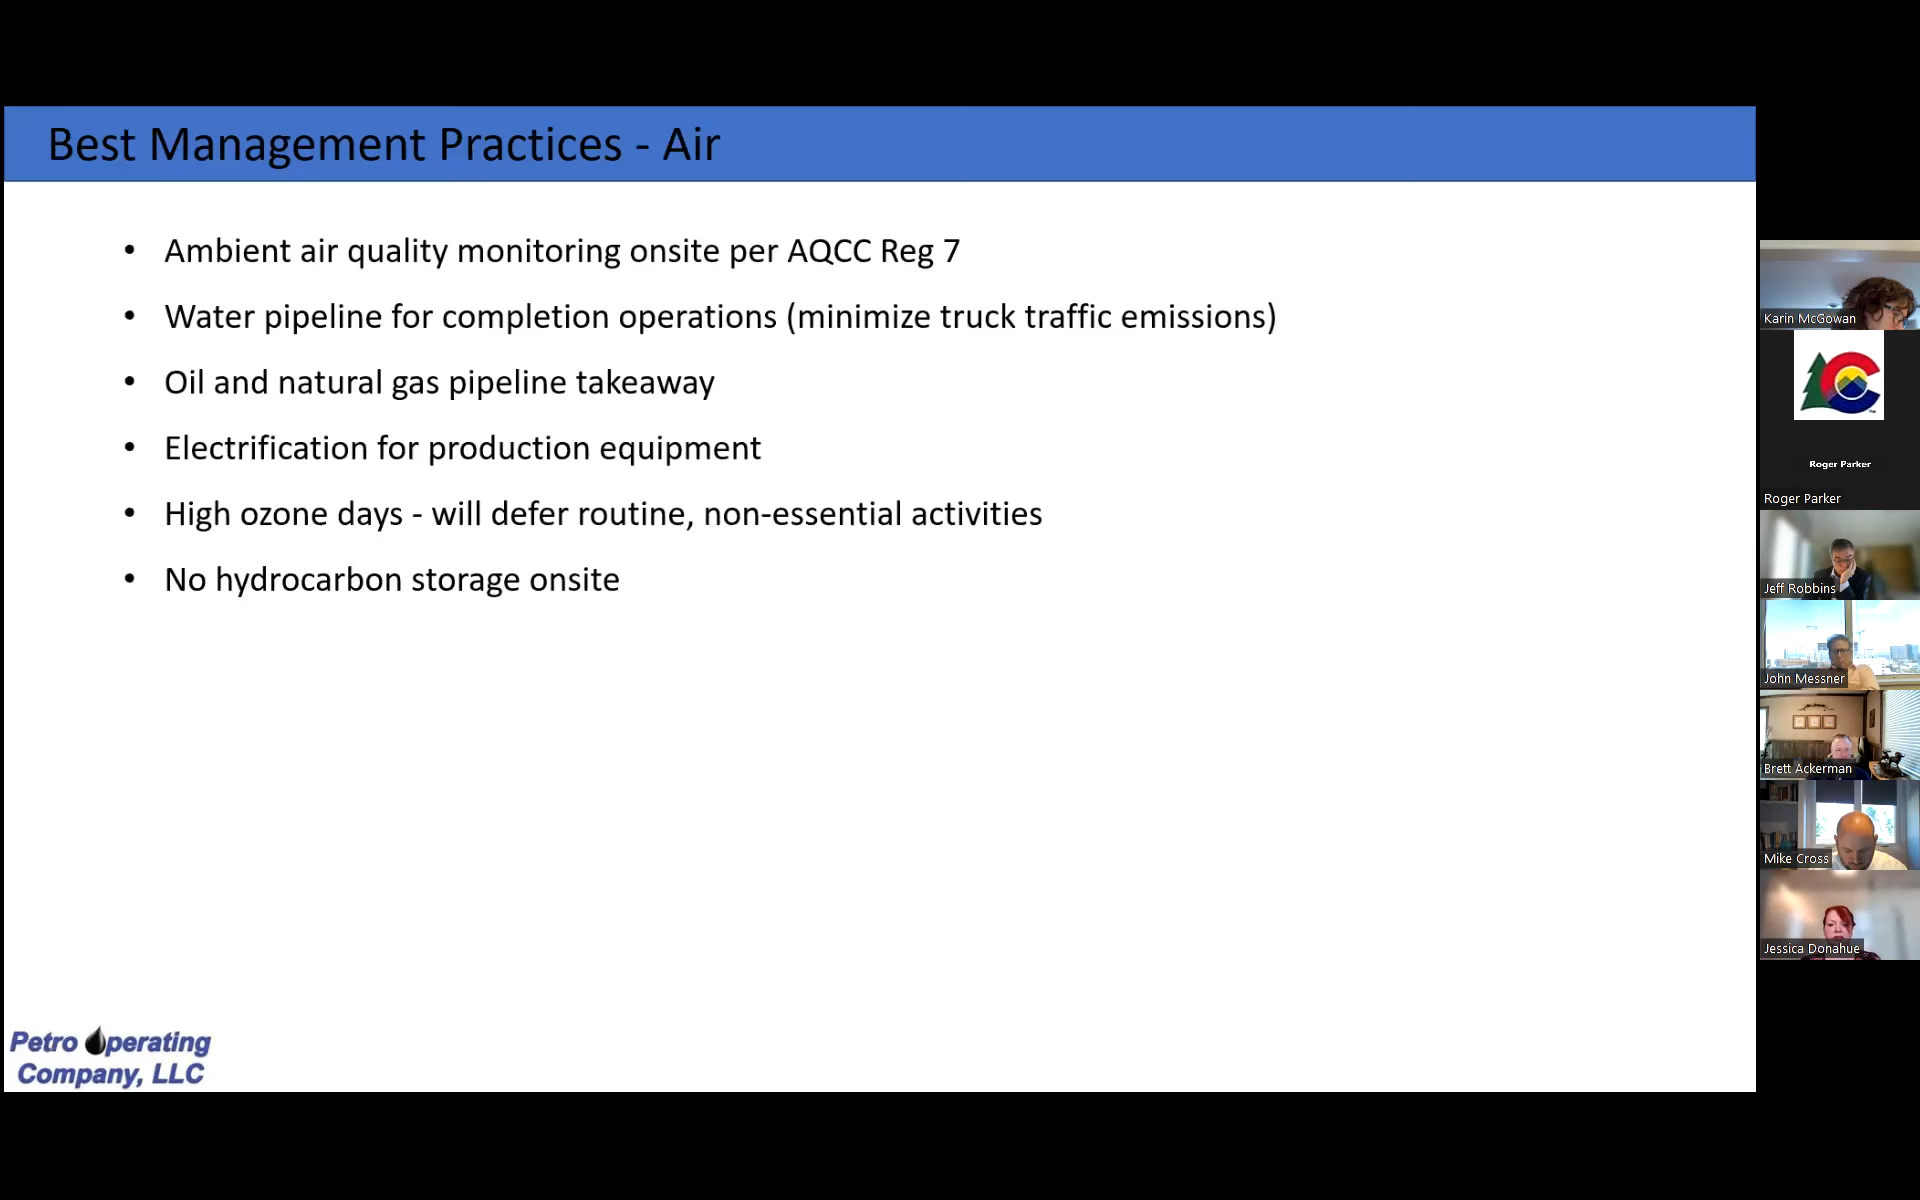 Best Management Practices - Air
• Ambient air quality monitoring onsite per AQCC Reg 7
• Water pipeline for completion operations (minimize truck traffic emissions)
• Oil and natural gas pipeline takeaway
• Electrification for production equipment
• High ozone days - will defer routine, non-essential activities
• No hydrocarbon storage onsite
Petro Operating
Company, LLC
Karin McGowan
Roger Parker
Roger Parker
Jeff Robbins
John Messner
Brett Ackerman
Mike Cross
Jessica Donahue